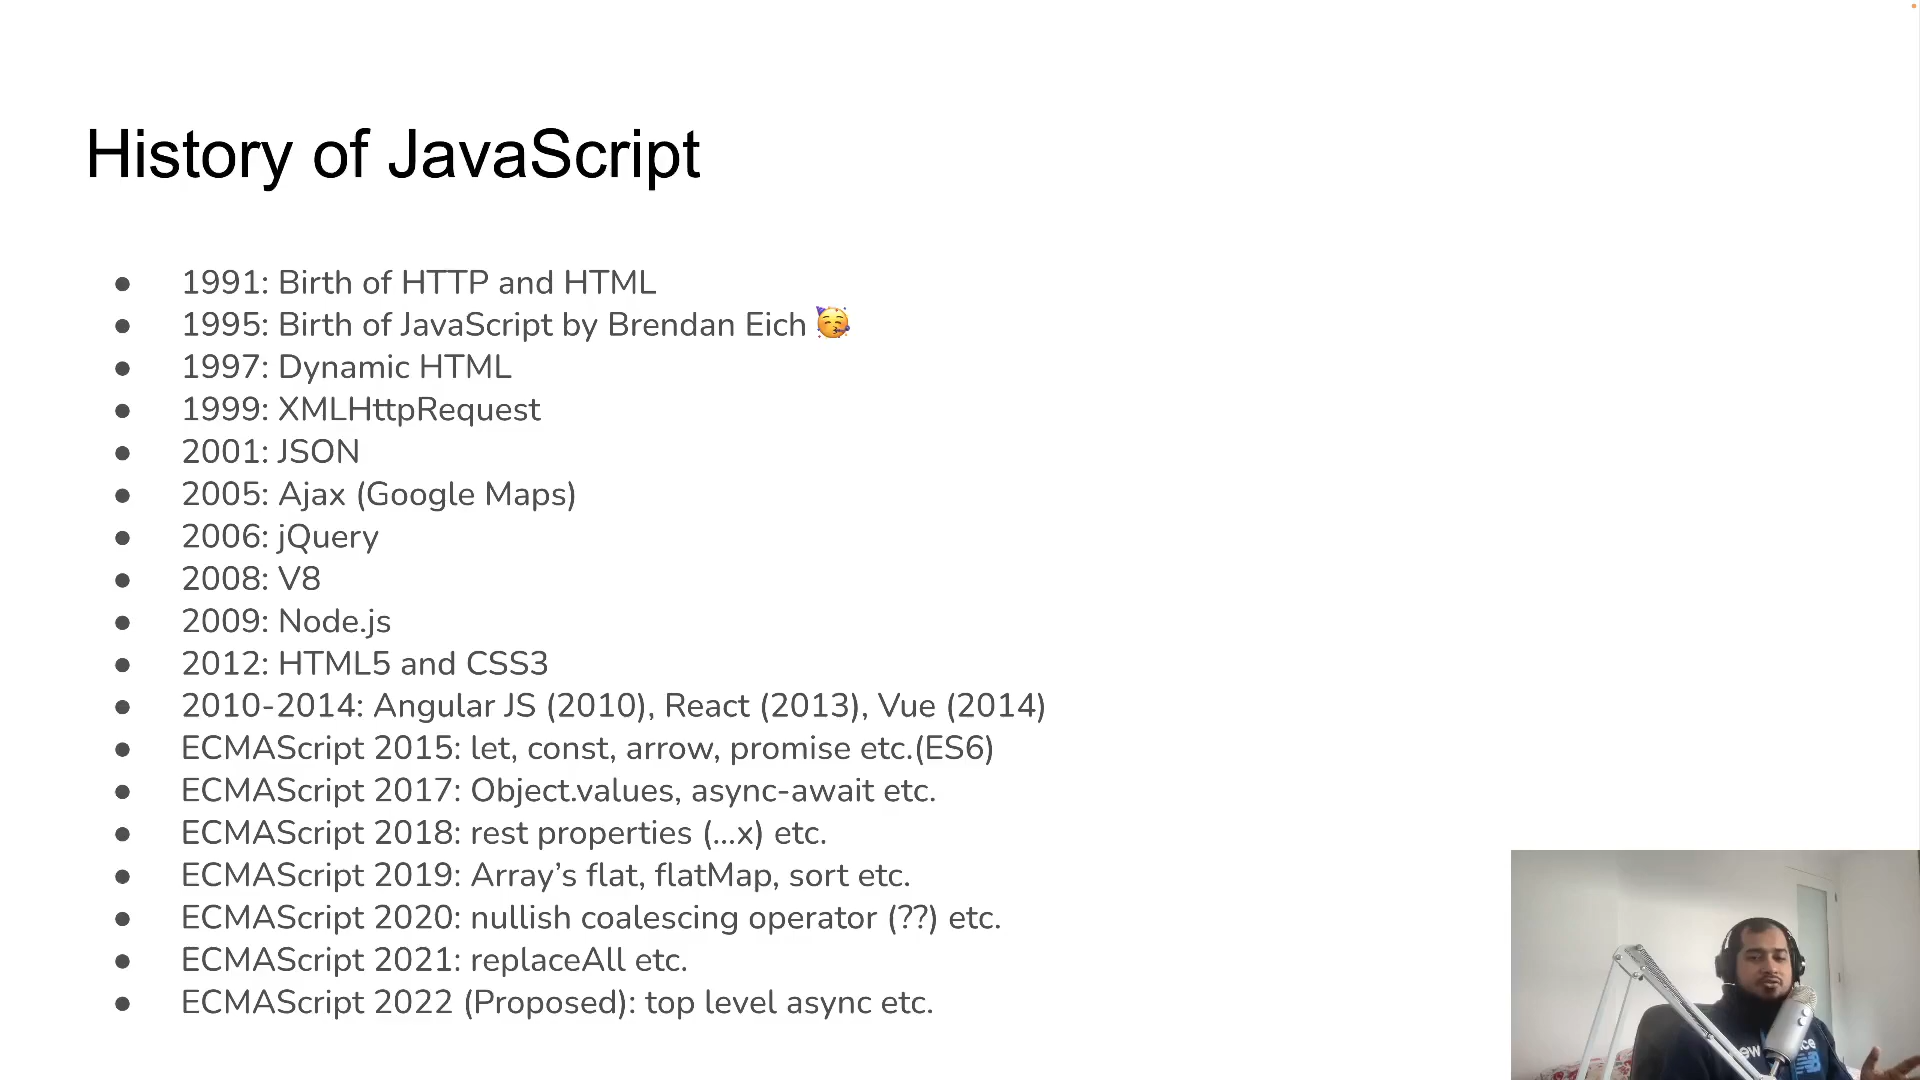 History of JavaScript
● 1991: Birth of HTTP and HTML
● 1995: Birth of JavaScript by Brendan Eich 🥳
● 1997: Dynamic HTML
● 1999: XMLHttpRequest
● 2001: JSON
● 2005: Ajax (Google Maps)
● 2006: jQuery
● 2008: V8
● 2009: Node.js
● 2012: HTML5 and CSS3
● 2010-2014: Angular JS (2010), React (2013), Vue (2014)
● ECMAScript 2015: let, const, arrow, promise etc.(ES6)
● ECMAScript 2017: Object.values, async-await etc.
● ECMAScript 2018: rest properties (...x) etc.
● ECMAScript 2019: Array’s flat, flatMap, sort etc.
● ECMAScript 2020: nullish coalescing operator (??) etc.
● ECMAScript 2021: replaceAll etc.
● ECMAScript 2022 (Proposed): top level async etc.